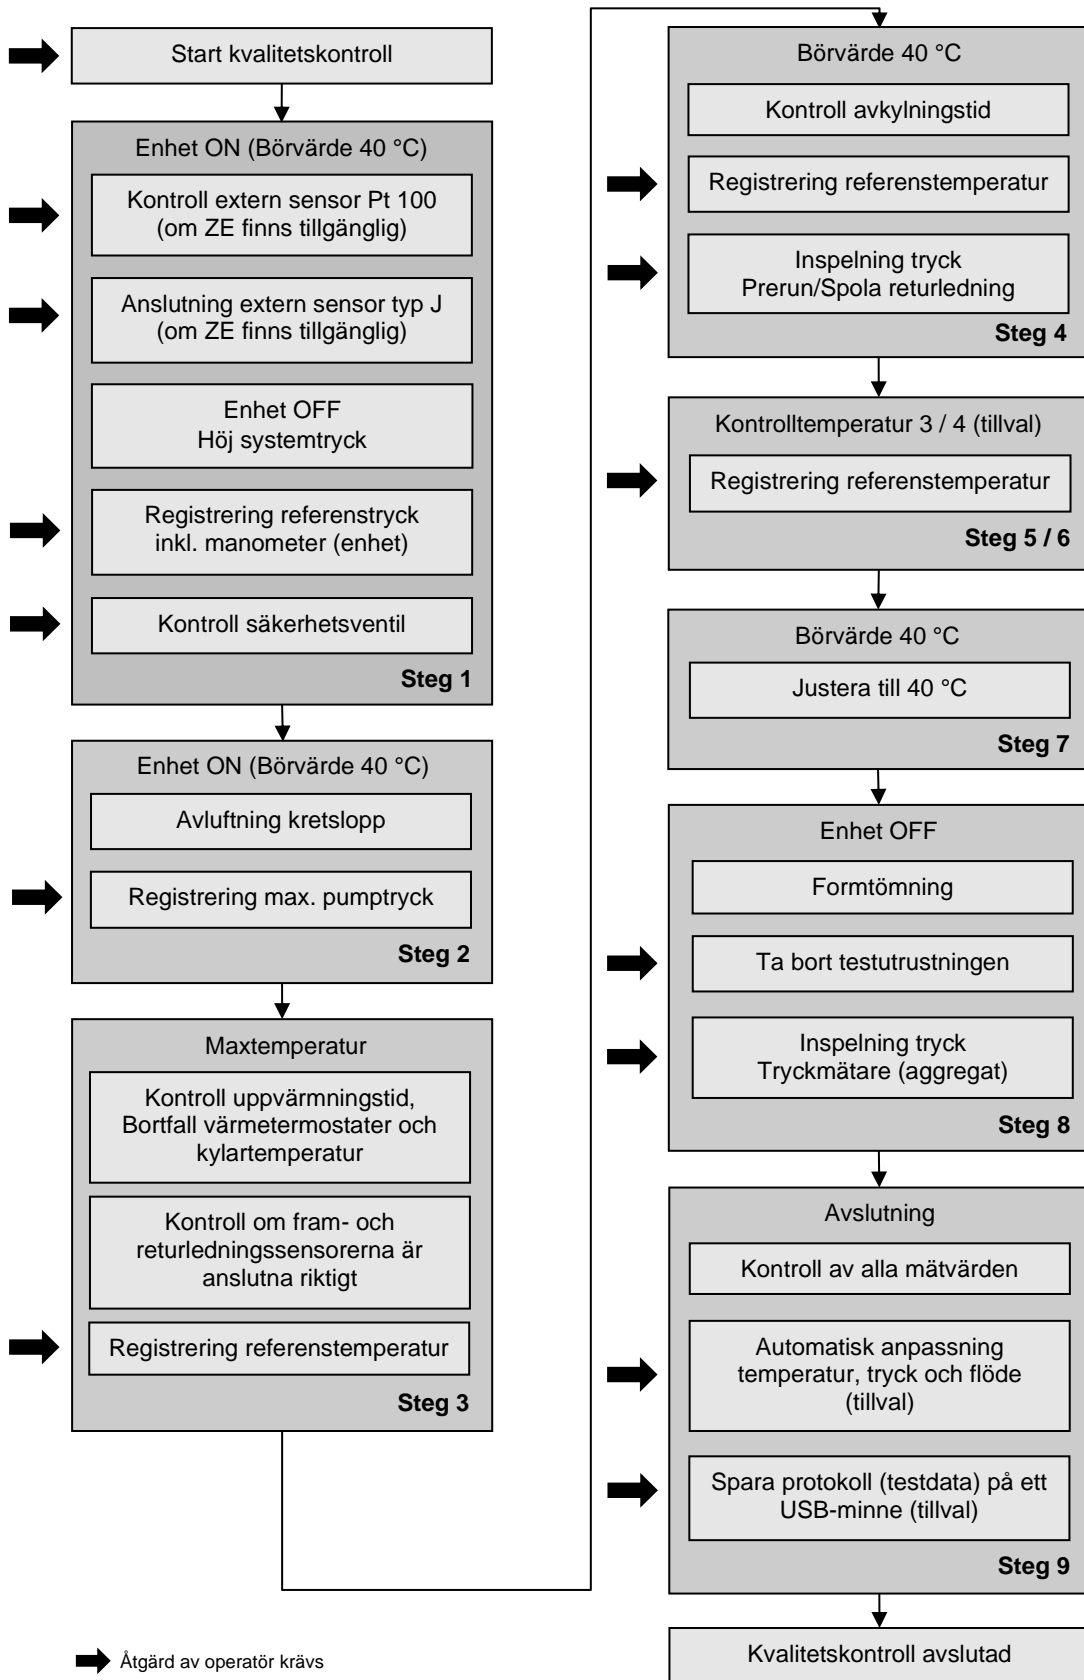 Start kvalitetskontroll
Enhet ON (Börvärde 40 °C)
Kontroll extern sensor Pt 100
(om ZE finns tillgänglig)
Anslutning extern sensor typ J
(om ZE finns tillgänglig)
Enhet OFF
Höj systemtryck
Registrering referenstryck
inkl. manometer (enhet)
Kontroll säkerhetsventil
Steg 1
Enhet ON (Börvärde 40 °C)
Avluftning kretslopp
Registrering max. pumptryck
Steg 2
Maxtemperatur
Kontroll uppvärmningstid,
Bortfall värmetermostater och
kylartemperatur
Kontroll om fram- och
returledningssensorerna är
anslutna riktigt
Registrering referenstemperatur
Steg 3
Börvärde 40 °C
Kontroll avkylningstid
Registrering referenstemperatur
Inspelning tryck
Prerun/Spola returledning
Steg 4
Kontrolltemperatur 3 / 4 (tillval)
Registrering referenstemperatur
Steg 5 / 6
Börvärde 40 °C
Justera till 40 °C
Steg 7
Enhet OFF
Formtömning
Ta bort testutrustningen
Inspelning tryck
Tryckmätare (aggregat)
Steg 8
Avslutning
Kontroll av alla mätvärden
Automatisk anpassning
temperatur, tryck och flöde
(tillval)
Spara protokoll (testdata) på ett
USB-minne (tillval)
Steg 9
Kvalitetskontroll avslutad
Åtgärd av operatör krävs